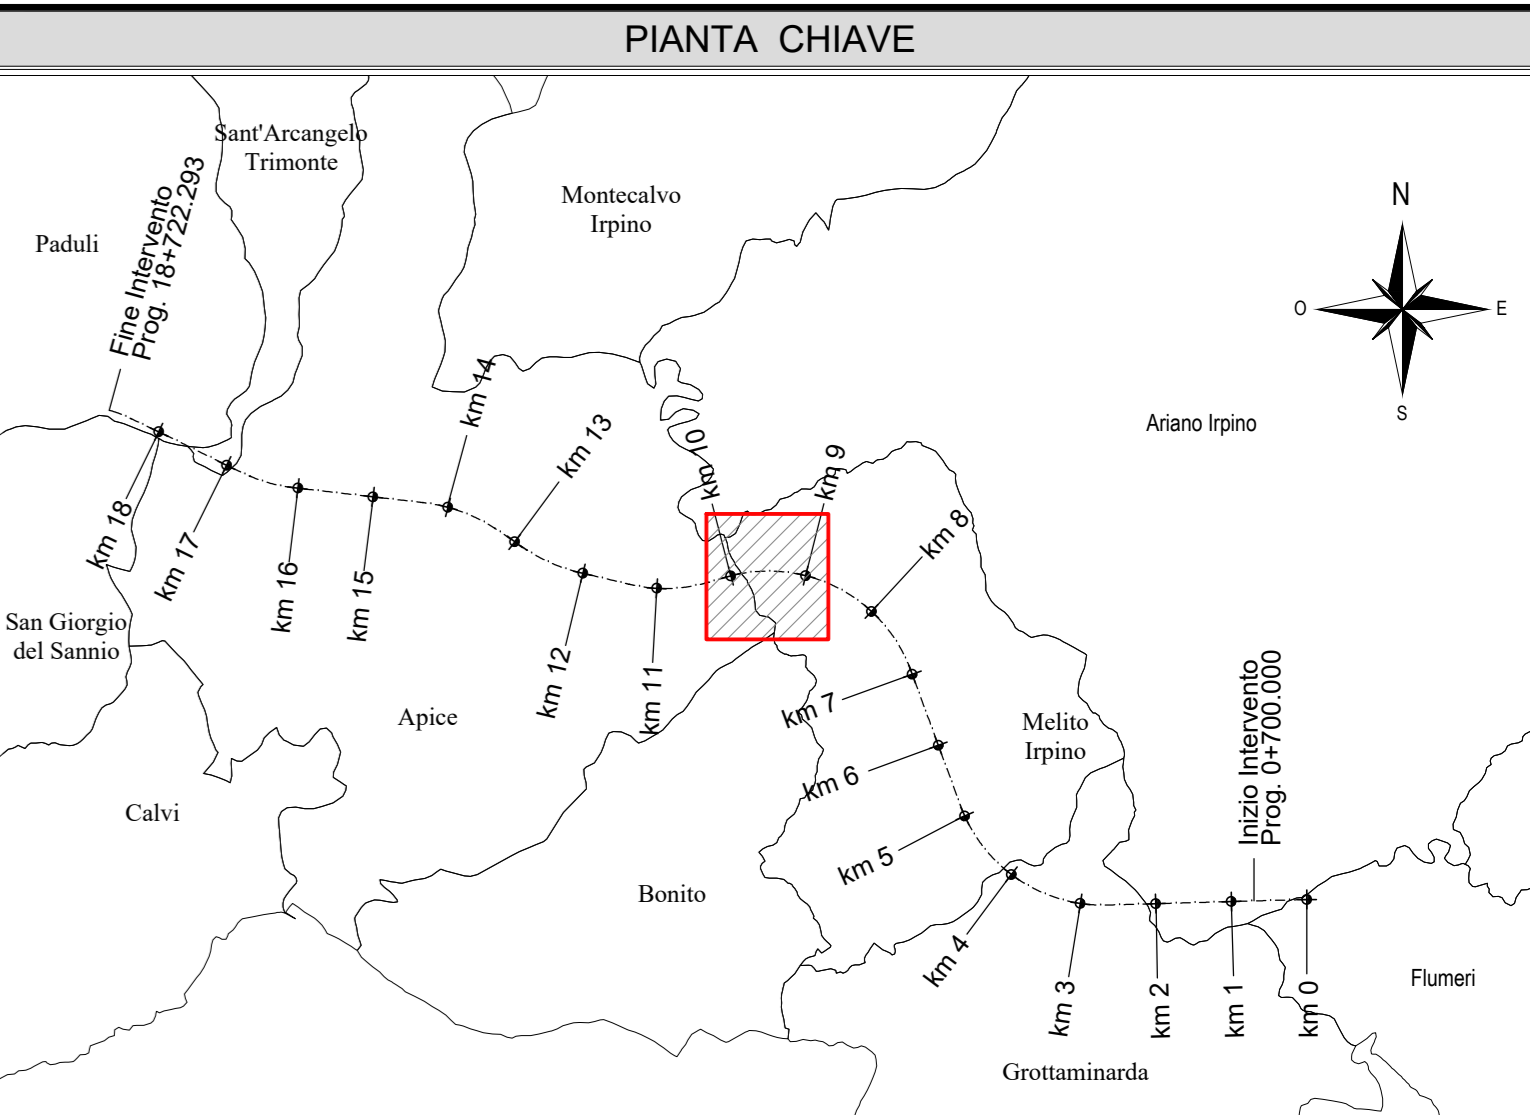 PIANTA CHIAVE
Sant'Arcangelo
Trimonte
Montecalvo
Irpino
Paduli
Fine Intervento
Prog. 18+722.293
N
O
E
S
Ariano Irpino
km 14
km 13
km 10
km 9
km 8
km 18
km 17
km 16
km 15
km 12
km 11
San Giorgio
del Sannio
Apice
km 7
km 6
km 5
Melito
Irpino
Inizio Intervento
Prog. 0+700.000
Calvi
Bonito
km 4
km 3
km 2
km 1
km 0
Flumeri
Grottaminarda